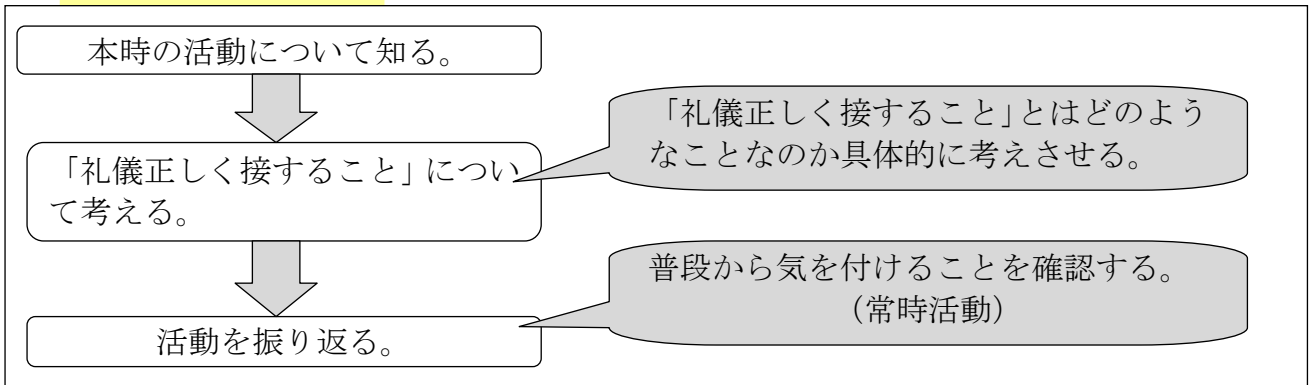 本時の活動について知る。
「礼儀正しく接すること」につい
て考える。
「礼儀正しく接すること」とはどのよう
なことなのか具体的に考えさせる。
活動を振り返る。
普段から気を付けることを確認する。
（常時活動）